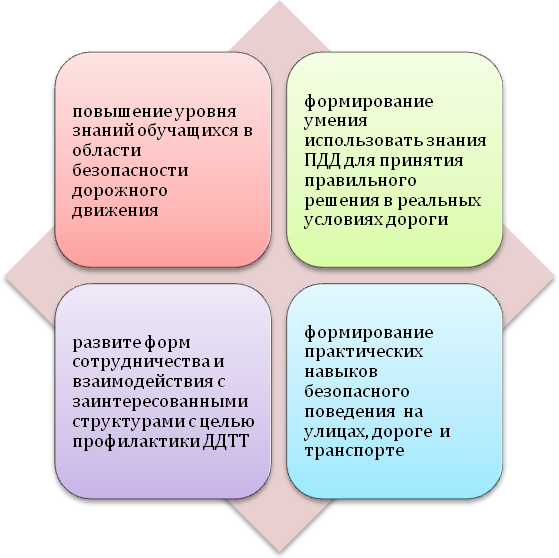 повышение уровня
знаний обучащихся в
области
безопасности
дорожного
движения
формирование
умения
использовать знания
ПДД для принятия
правильного
решения в реальных
условиях дороги
развите форм
сотрудничества и
взаимодействия с
заинтересованными
структурами с целью
профилактики ДДТТ
формирование
практических
навыков
безопасного
поведения на
улицах, дороге и
транспорте